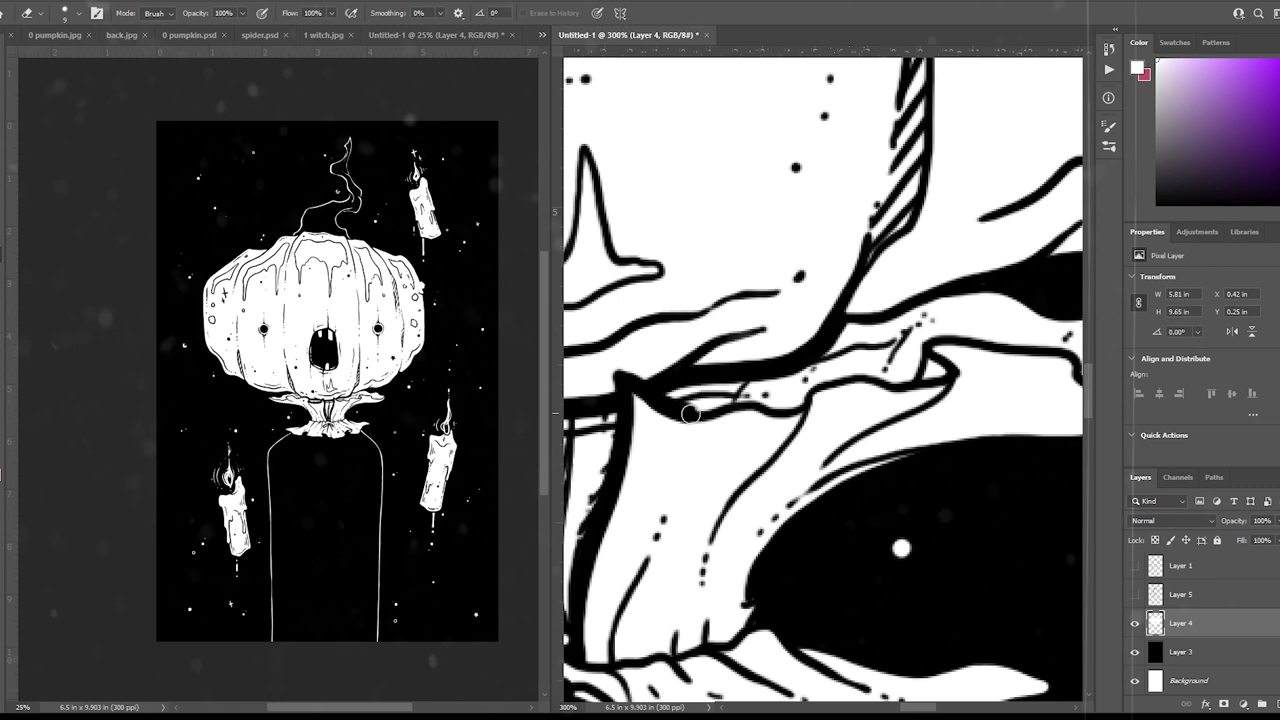 9 Mode: Brush Opacity: 100% Flow: 100% Smoothing: 0% 0° Erase to History
0 pumpkin.jpg × back.jpg × 0 pumpkin.psd × spider.psd × 1 witch.jpg × Untitled-1 @ 25% (Layer 4, RGB/8#) * × Untitled-1 @ 300% (Layer 4, RGB/8#) * ×
Color Swatches Patterns
Properties Adjustments Libraries
Pixel Layer
Transform
W 5.81 in X 0.42 in
H 9.65 in Y 0.25 in
0.00°
Align and Distribute
Align:
Quick Actions
Layers Channels Paths
Kind
Normal Opacity: 100%
Lock: Fill: 100%
Layer 1
Layer 5
Layer 4
Layer 3
Background
25% 6.5 in x 9.903 in (300 ppi) 300% 6.5 in x 9.903 in (300 ppi)